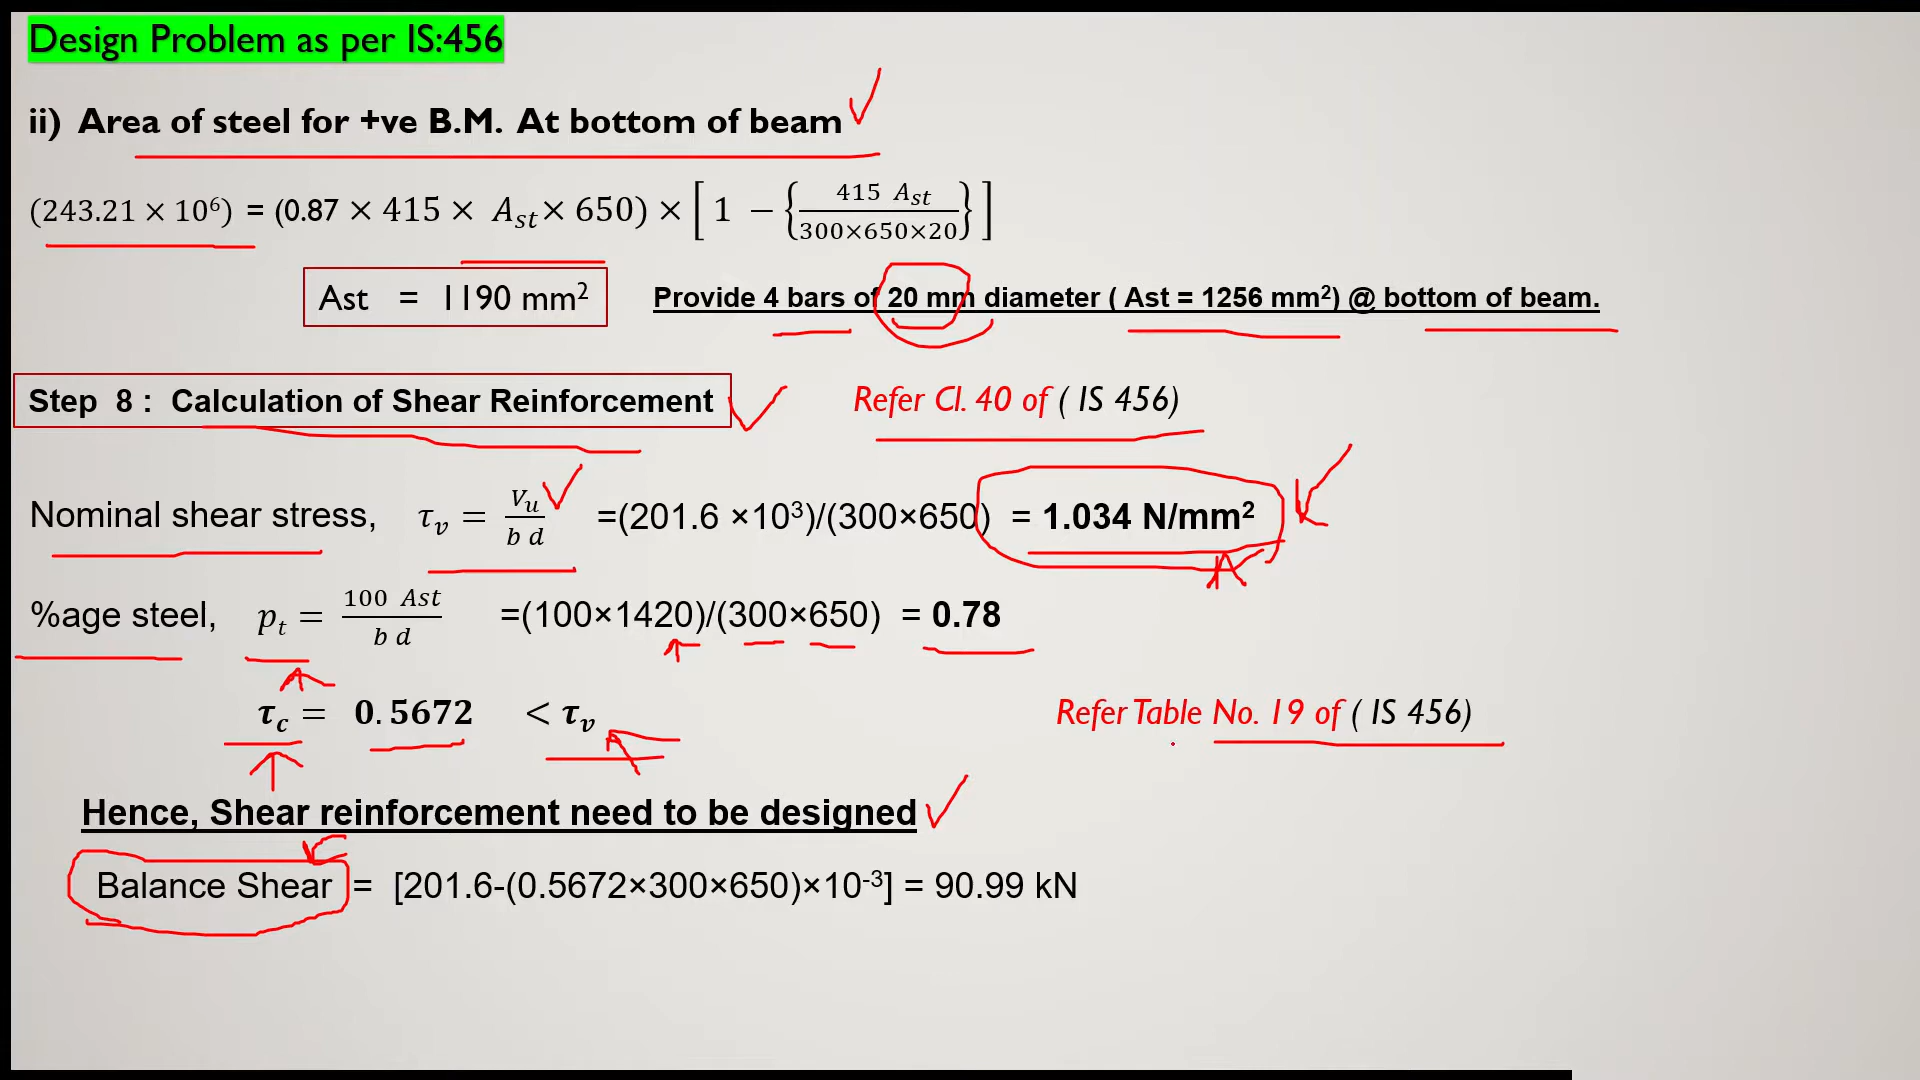 Design Problem as per IS:456
ii) Area of steel for +ve B.M. At bottom of beam
(243.21 × 10⁶) = (0.87 × 415 × A_st × 650) × [ 1 − { 415 A_st / 300×650×20 } ]
Ast = 1190 mm² Provide 4 bars of 20 mm diameter ( Ast = 1256 mm²) @ bottom of beam.
Step 8 : Calculation of Shear Reinforcement Refer Cl. 40 of ( IS 456)
Nominal shear stress, τ_v = V_u / b d =(201.6 ×10³)/(300×650) = 1.034 N/mm²
%age steel, p_t = 100 Ast / b d =(100×1420)/(300×650) = 0.78
τ_c = 0.5672 < τ_v Refer Table No. 19 of ( IS 456)
Hence, Shear reinforcement need to be designed
Balance Shear = [201.6-(0.5672×300×650)×10⁻³] = 90.99 kN